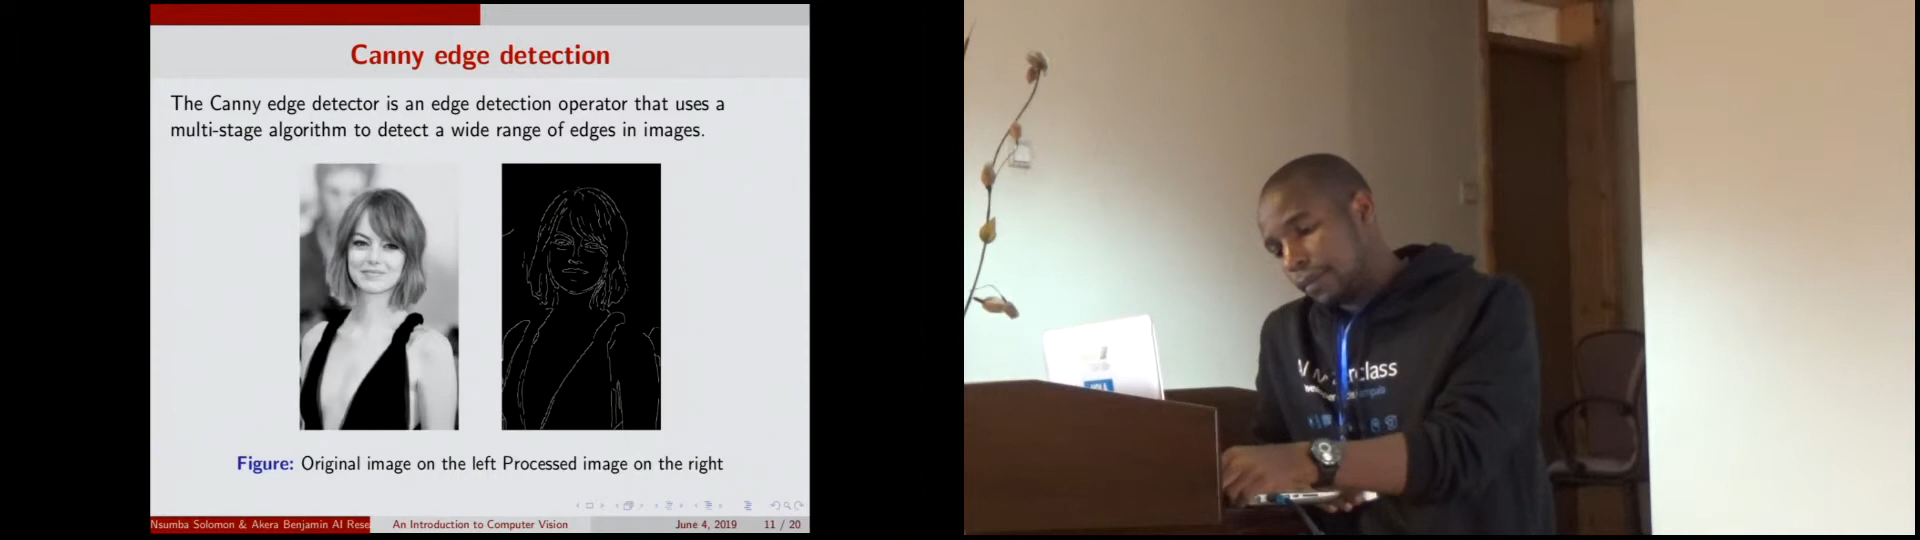 Canny edge detection
The Canny edge detector is an edge detection operator that uses a
multi-stage algorithm to detect a wide range of edges in images.
Figure: Original image on the left Processed image on the right
Nsumba Solomon & Akera Benjamin AI Rese
An Introduction to Computer Vision
June 4, 2019
11 / 20